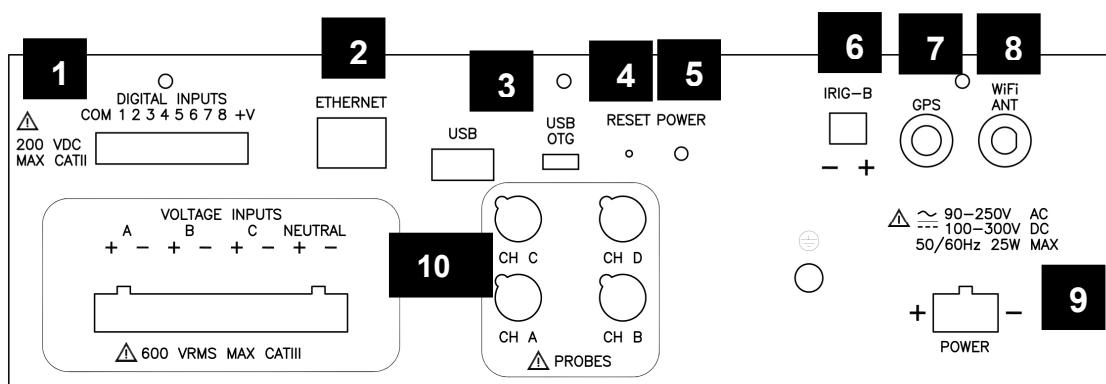 1
2
3
4
5
6
7
8
DIGITAL INPUTS
COM 1 2 3 4 5 6 7 8 +V
200 VDC
MAX CATII
ETHERNET
USB
USB
OTG
RESET POWER
IRIG-B
- +
GPS
WiFi
ANT
VOLTAGE INPUTS
A B C NEUTRAL
+ - + - + - + -
600 VRMS MAX CATIII
10
CH C CH D
CH A CH B
PROBES
90-250V AC
100-300V DC
50/60Hz 25W MAX
9
+ -
POWER